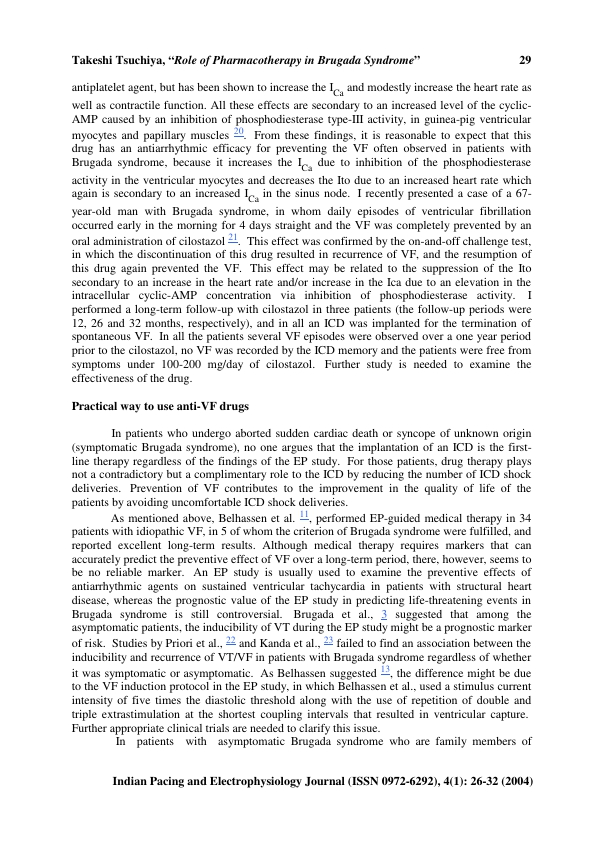 Takeshi Tsuchiya, “Role of Pharmacotherapy in Brugada Syndrome” 29
antiplatelet agent, but has been shown to increase the ICa and modestly increase the heart rate as
well as contractile function. All these effects are secondary to an increased level of the cyclic-
AMP caused by an inhibition of phosphodiesterase type-III activity, in guinea-pig ventricular
myocytes and papillary muscles 20. From these findings, it is reasonable to expect that this
drug has an antiarrhythmic efficacy for preventing the VF often observed in patients with
Brugada syndrome, because it increases the ICa due to inhibition of the phosphodiesterase
activity in the ventricular myocytes and decreases the Ito due to an increased heart rate which
again is secondary to an increased ICa in the sinus node. I recently presented a case of a 67-
year-old man with Brugada syndrome, in whom daily episodes of ventricular fibrillation
occurred early in the morning for 4 days straight and the VF was completely prevented by an
oral administration of cilostazol 21. This effect was confirmed by the on-and-off challenge test,
in which the discontinuation of this drug resulted in recurrence of VF, and the resumption of
this drug again prevented the VF. This effect may be related to the suppression of the Ito
secondary to an increase in the heart rate and/or increase in the Ica due to an elevation in the
intracellular cyclic-AMP concentration via inhibition of phosphodiesterase activity. I
performed a long-term follow-up with cilostazol in three patients (the follow-up periods were
12, 26 and 32 months, respectively), and in all an ICD was implanted for the termination of
spontaneous VF. In all the patients several VF episodes were observed over a one year period
prior to the cilostazol, no VF was recorded by the ICD memory and the patients were free from
symptoms under 100-200 mg/day of cilostazol. Further study is needed to examine the
effectiveness of the drug.
Practical way to use anti-VF drugs
In patients who undergo aborted sudden cardiac death or syncope of unknown origin
(symptomatic Brugada syndrome), no one argues that the implantation of an ICD is the first-
line therapy regardless of the findings of the EP study. For those patients, drug therapy plays
not a contradictory but a complimentary role to the ICD by reducing the number of ICD shock
deliveries. Prevention of VF contributes to the improvement in the quality of life of the
patients by avoiding uncomfortable ICD shock deliveries.
As mentioned above, Belhassen et al. 11, performed EP-guided medical therapy in 34
patients with idiopathic VF, in 5 of whom the criterion of Brugada syndrome were fulfilled, and
reported excellent long-term results. Although medical therapy requires markers that can
accurately predict the preventive effect of VF over a long-term period, there, however, seems to
be no reliable marker. An EP study is usually used to examine the preventive effects of
antiarrhythmic agents on sustained ventricular tachycardia in patients with structural heart
disease, whereas the prognostic value of the EP study in predicting life-threatening events in
Brugada syndrome is still controversial. Brugada et al., 3 suggested that among the
asymptomatic patients, the inducibility of VT during the EP study might be a prognostic marker
of risk. Studies by Priori et al., 22 and Kanda et al., 23 failed to find an association between the
inducibility and recurrence of VT/VF in patients with Brugada syndrome regardless of whether
it was symptomatic or asymptomatic. As Belhassen suggested 13, the difference might be due
to the VF induction protocol in the EP study, in which Belhassen et al., used a stimulus current
intensity of five times the diastolic threshold along with the use of repetition of double and
triple extrastimulation at the shortest coupling intervals that resulted in ventricular capture.
Further appropriate clinical trials are needed to clarify this issue.
In patients with asymptomatic Brugada syndrome who are family members of
Indian Pacing and Electrophysiology Journal (ISSN 0972-6292), 4(1): 26-32 (2004)